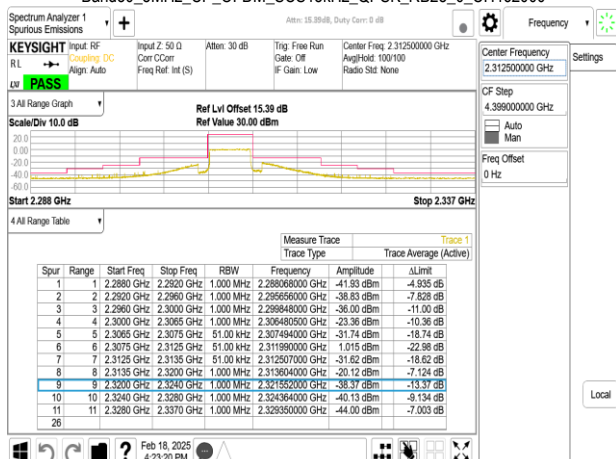 Spectrum Analyzer 1
Spurious Emissions
Attn: 15.39dB, Duty Corr: 0 dB
Frequency
KEYSIGHT
RL
LXI
PASS
Input: RF
Coupling: DC
Align: Auto
Input Z: 50 Ω
Corr CCorr
Freq Ref: Int (S)
Atten: 30 dB
Trig: Free Run
Gate: Off
IF Gain: Low
Center Freq: 2.312500000 GHz
Avg|Hold: 100/100
Radio Std: None
Center Frequency
2.312500000 GHz
Settings
CF Step
4.399000000 GHz
Auto
Man
Freq Offset
0 Hz
3 All Range Graph
Scale/Div 10.0 dB
Ref Lvl Offset 15.39 dB
Ref Value 30.00 dBm
20.0
0.00
-20.0
-40.0
-60.0
Start 2.288 GHz
Stop 2.337 GHz
4 All Range Table
Measure Trace Trace 1
Trace Type Trace Average (Active)
Spur Range Start Freq Stop Freq RBW Frequency Amplitude ΔLimit
1 1 2.2880 GHz 2.2920 GHz 1.000 MHz 2.288068000 GHz -41.93 dBm -4.935 dB
2 2 2.2920 GHz 2.2960 GHz 1.000 MHz 2.295656000 GHz -38.83 dBm -7.828 dB
3 3 2.2960 GHz 2.3000 GHz 1.000 MHz 2.299848000 GHz -36.00 dBm -11.00 dB
4 4 2.3000 GHz 2.3065 GHz 1.000 MHz 2.306480500 GHz -23.36 dBm -10.36 dB
5 5 2.3065 GHz 2.3075 GHz 51.00 kHz 2.307494000 GHz -31.74 dBm -18.74 dB
6 6 2.3075 GHz 2.3125 GHz 51.00 kHz 2.311990000 GHz 1.015 dBm -22.98 dB
7 7 2.3125 GHz 2.3135 GHz 51.00 kHz 2.312507000 GHz -31.62 dBm -18.62 dB
8 8 2.3135 GHz 2.3200 GHz 1.000 MHz 2.313604000 GHz -20.12 dBm -7.124 dB
9 9 2.3200 GHz 2.3240 GHz 1.000 MHz 2.321552000 GHz -38.37 dBm -13.37 dB
10 10 2.3240 GHz 2.3280 GHz 1.000 MHz 2.324364000 GHz -40.13 dBm -9.134 dB
11 11 2.3280 GHz 2.3370 GHz 1.000 MHz 2.329350000 GHz -44.00 dBm -7.003 dB
26
Local
Feb 18, 2025
4:23:20 PM